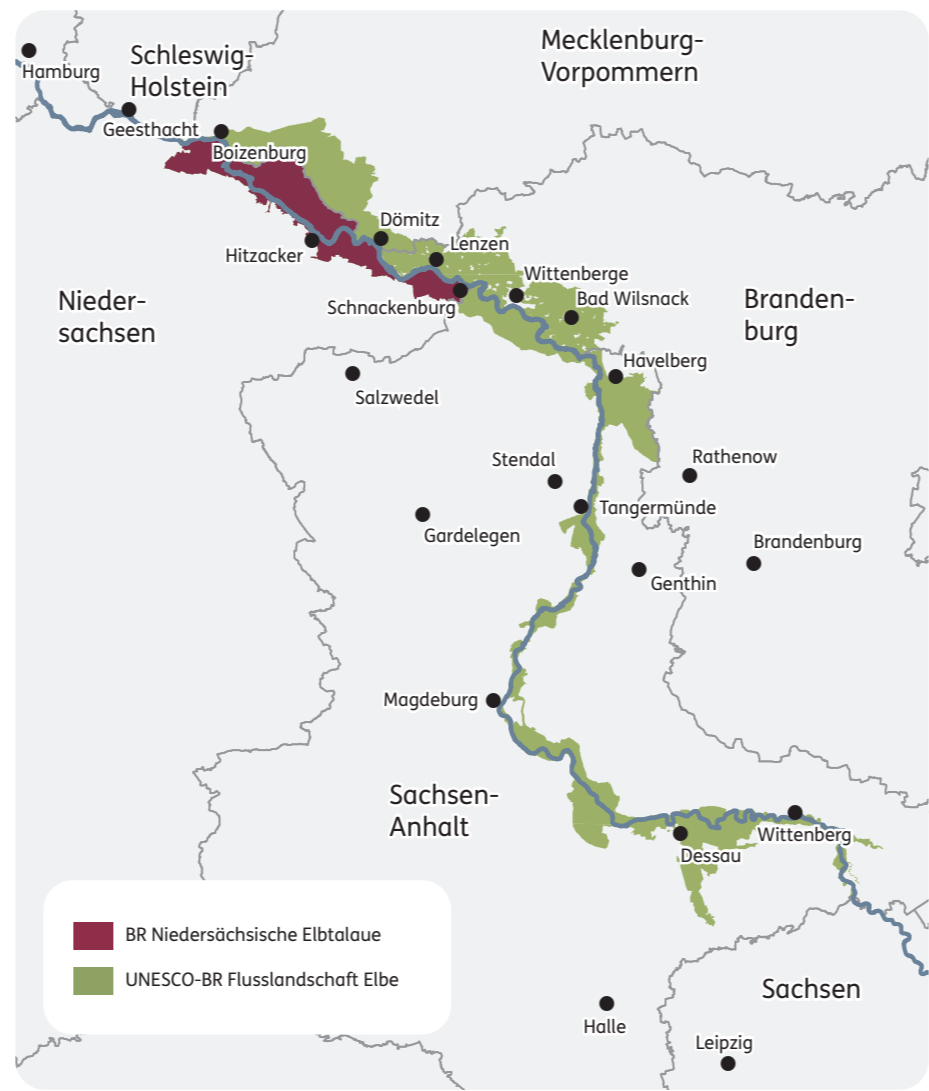 Mecklenburg-
Vorpommern
Schleswig-
Holstein
Hamburg
Geesthacht
Boizenburg
Dömitz
Lenzen
Hitzacker
Wittenberge
Bad Wilsnack
Schnackenburg
Nieder-
sachsen
Branden-
burg
Havelberg
Salzwedel
Rathenow
Stendal
Tangermünde
Gardelegen
Brandenburg
Genthin
Magdeburg
Sachsen-
Anhalt
Wittenberg
Dessau
BR Niedersächsische Elbtalaue
UNESCO-BR Flusslandschaft Elbe
Sachsen
Halle
Leipzig